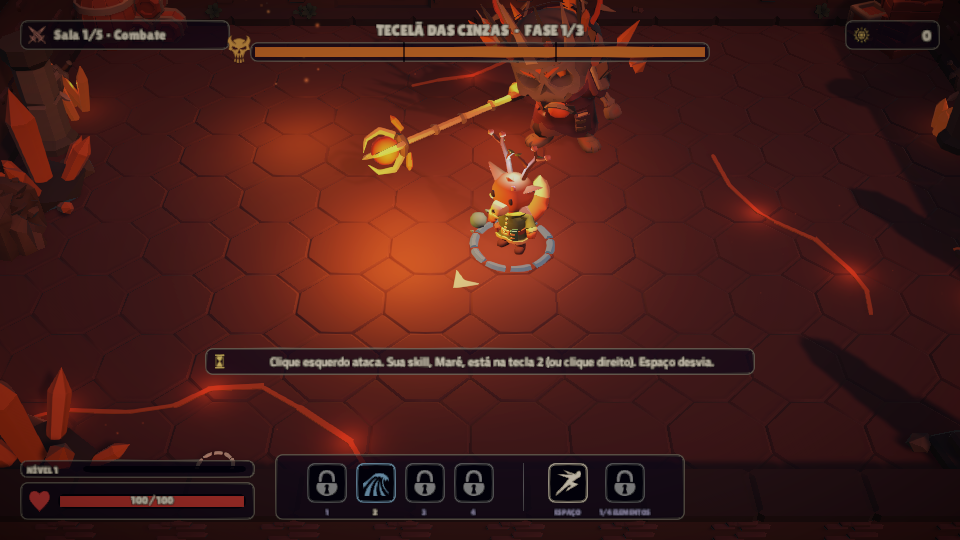 Sala 1/5 · Combate
TECELÃ DAS CINZAS · FASE 1/3
0
Clique esquerdo ataca. Sua skill, Maré, está na tecla 2 (ou clique direito). Espaço desvia.
NÍVEL 1
100/100
1
2
3
4
ESPAÇO
1/4 ELEMENTOS